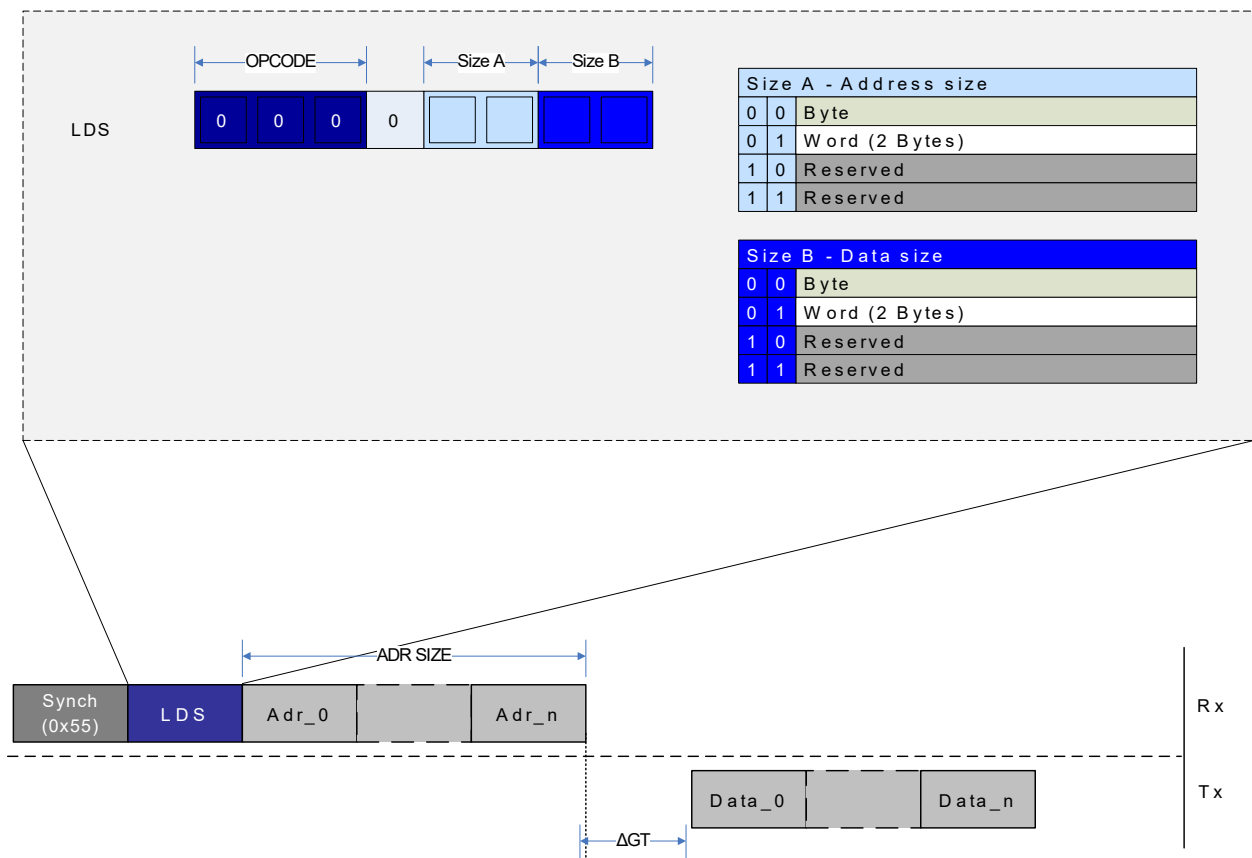 OPCODE Size A Size B
LDS 0 0 0 0
Size A - Address size
0 0 Byte
0 1 Word (2 Bytes)
1 0 Reserved
1 1 Reserved
Size B - Data size
0 0 Byte
0 1 Word (2 Bytes)
1 0 Reserved
1 1 Reserved
ADR SIZE
Synch
(0x55)
LDS
Adr_0
Adr_n
Rx
Data_0
Data_n
Tx
ΔGT